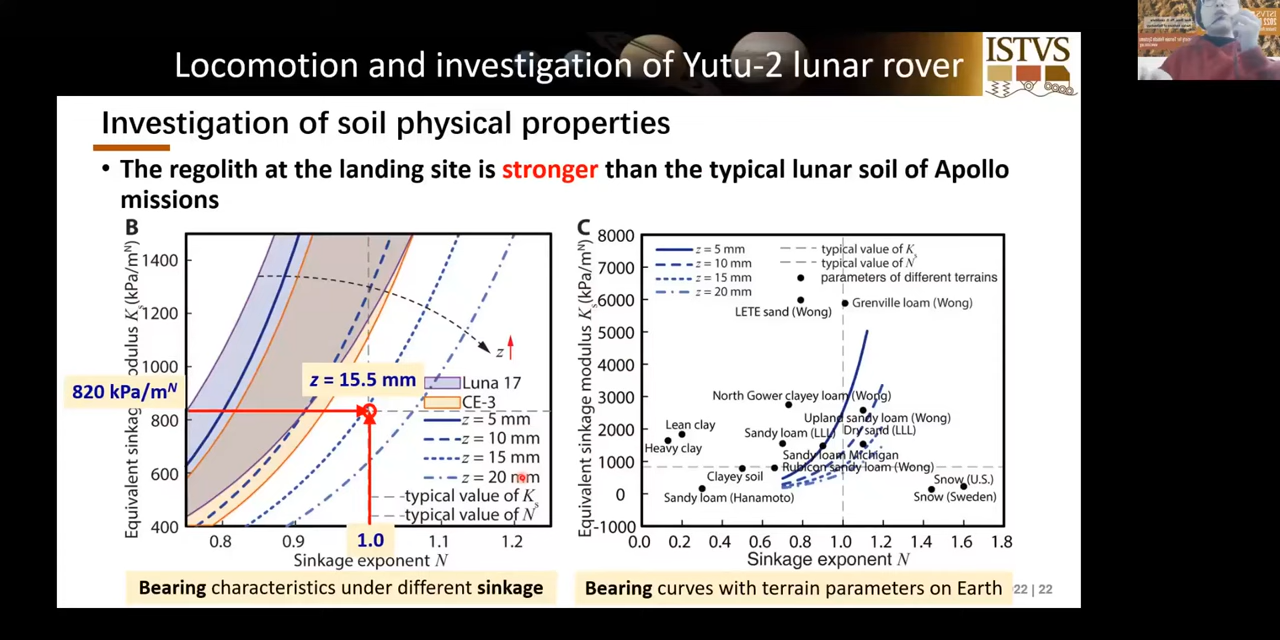 Locomotion and investigation of Yutu-2 lunar rover
ISTVS
Investigation of soil physical properties
• The regolith at the landing site is stronger than the typical lunar soil of Apollo
missions
B
Equivalent sinkage modulus Ks (kPa/mN)
1400
1200
1000
800
600
400
820 kPa/mN
z = 15.5 mm
z
Luna 17
CE-3
z = 5 mm
z = 10 mm
z = 15 mm
z = 20 mm
typical value of Ks
typical value of N
0.8
0.9
1.0
1.1
1.2
Sinkage exponent N
Bearing characteristics under different sinkage
C
Equivalent sinkage modulus Ks (kPa/mN)
8000
7000
6000
5000
4000
3000
2000
1000
0
-1000
z = 5 mm
z = 10 mm
z = 15 mm
z = 20 mm
typical value of Ks
typical value of N
parameters of different terrains
LETE sand (Wong)
Grenville loam (Wong)
North Gower clayey loam (Wong)
Upland sandy loam (Wong)
Lean clay
Sandy loam (LLL)
Dry sand (LLL)
Heavy clay
Sandy loam Michigan
Rubicon sandy loam (Wong)
Clayey soil
Snow (U.S.)
Sandy loam (Hanamoto)
Snow (Sweden)
0.0 0.2 0.4 0.6 0.8 1.0 1.2 1.4 1.6 1.8
Sinkage exponent N
Bearing curves with terrain parameters on Earth
22 | 22